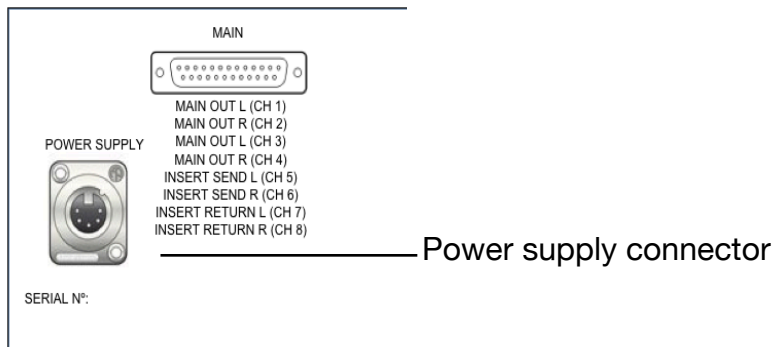 MAIN
MAIN OUT L (CH 1)
MAIN OUT R (CH 2)
MAIN OUT L (CH 3)
MAIN OUT R (CH 4)
INSERT SEND L (CH 5)
INSERT SEND R (CH 6)
INSERT RETURN L (CH 7)
INSERT RETURN R (CH 8)
POWER SUPPLY
Power supply connector
SERIAL Nº: